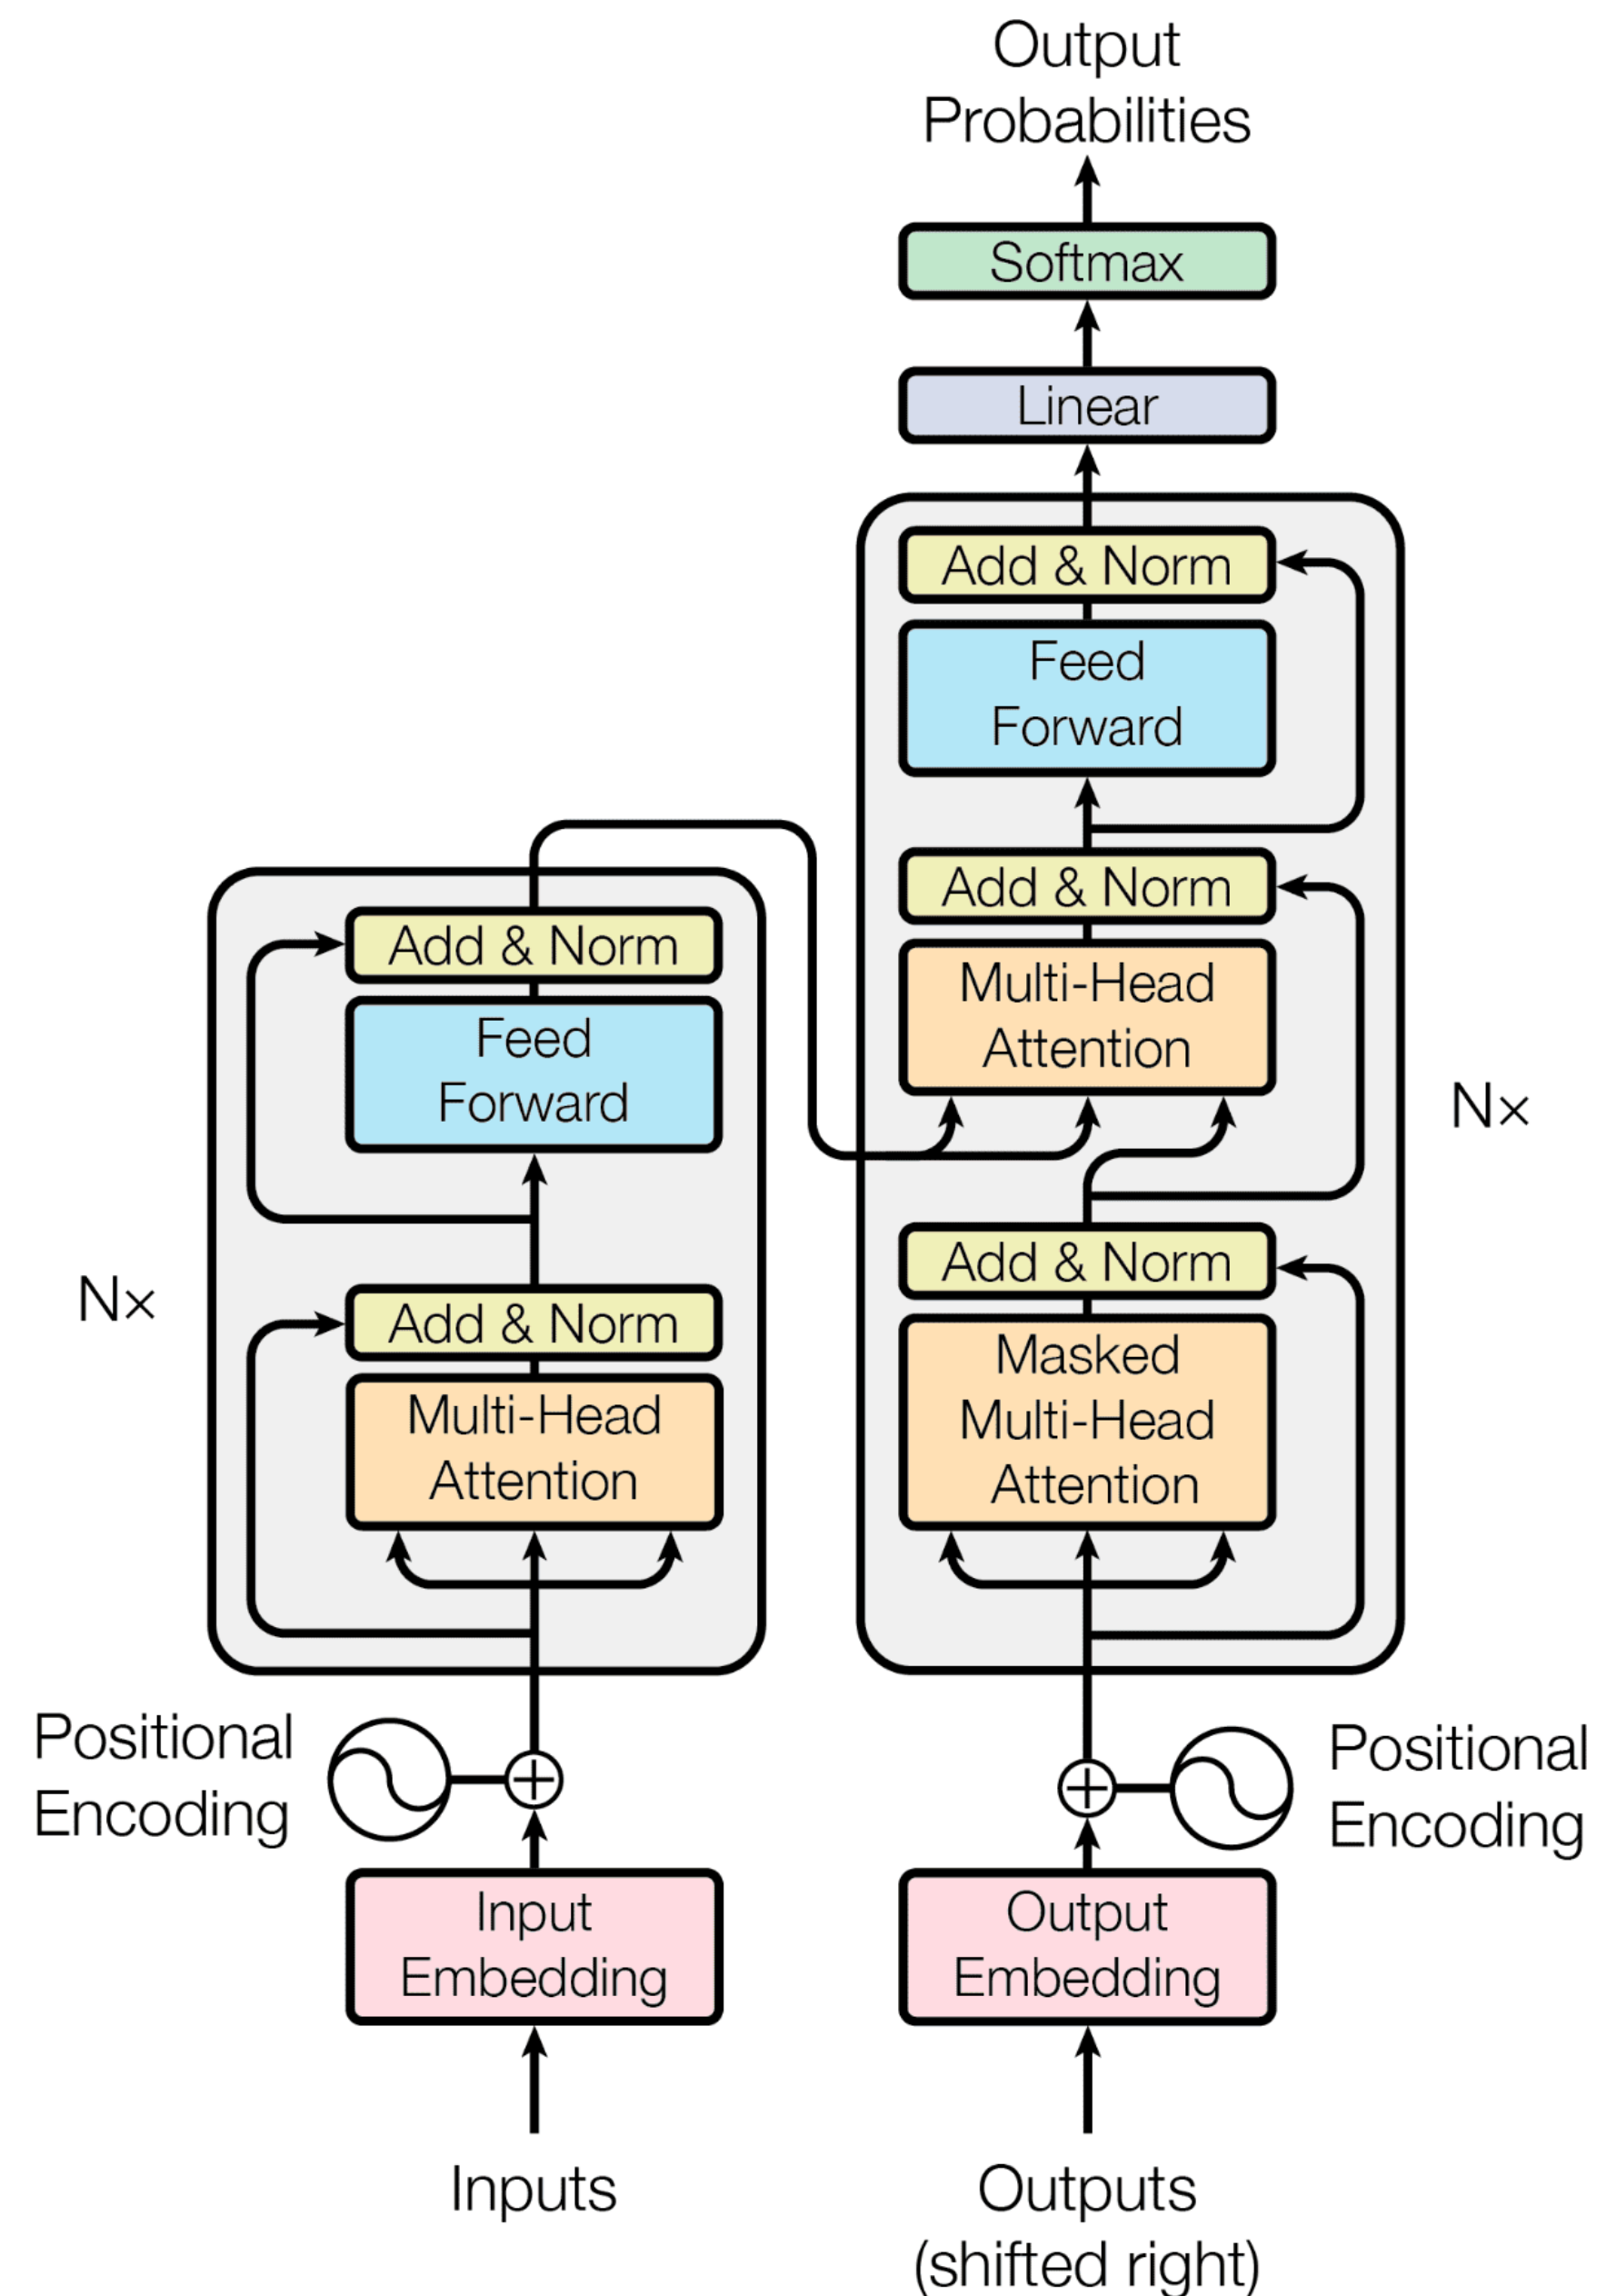 Output
Probabilities
Softmax
Linear
Add & Norm
Feed
Forward
Add & Norm
Multi-Head
Attention
N×
Add & Norm
Masked
Multi-Head
Attention
Add & Norm
Feed
Forward
N×
Add & Norm
Multi-Head
Attention
Positional
Encoding
Positional
Encoding
Input
Embedding
Output
Embedding
Inputs
Outputs
(shifted right)